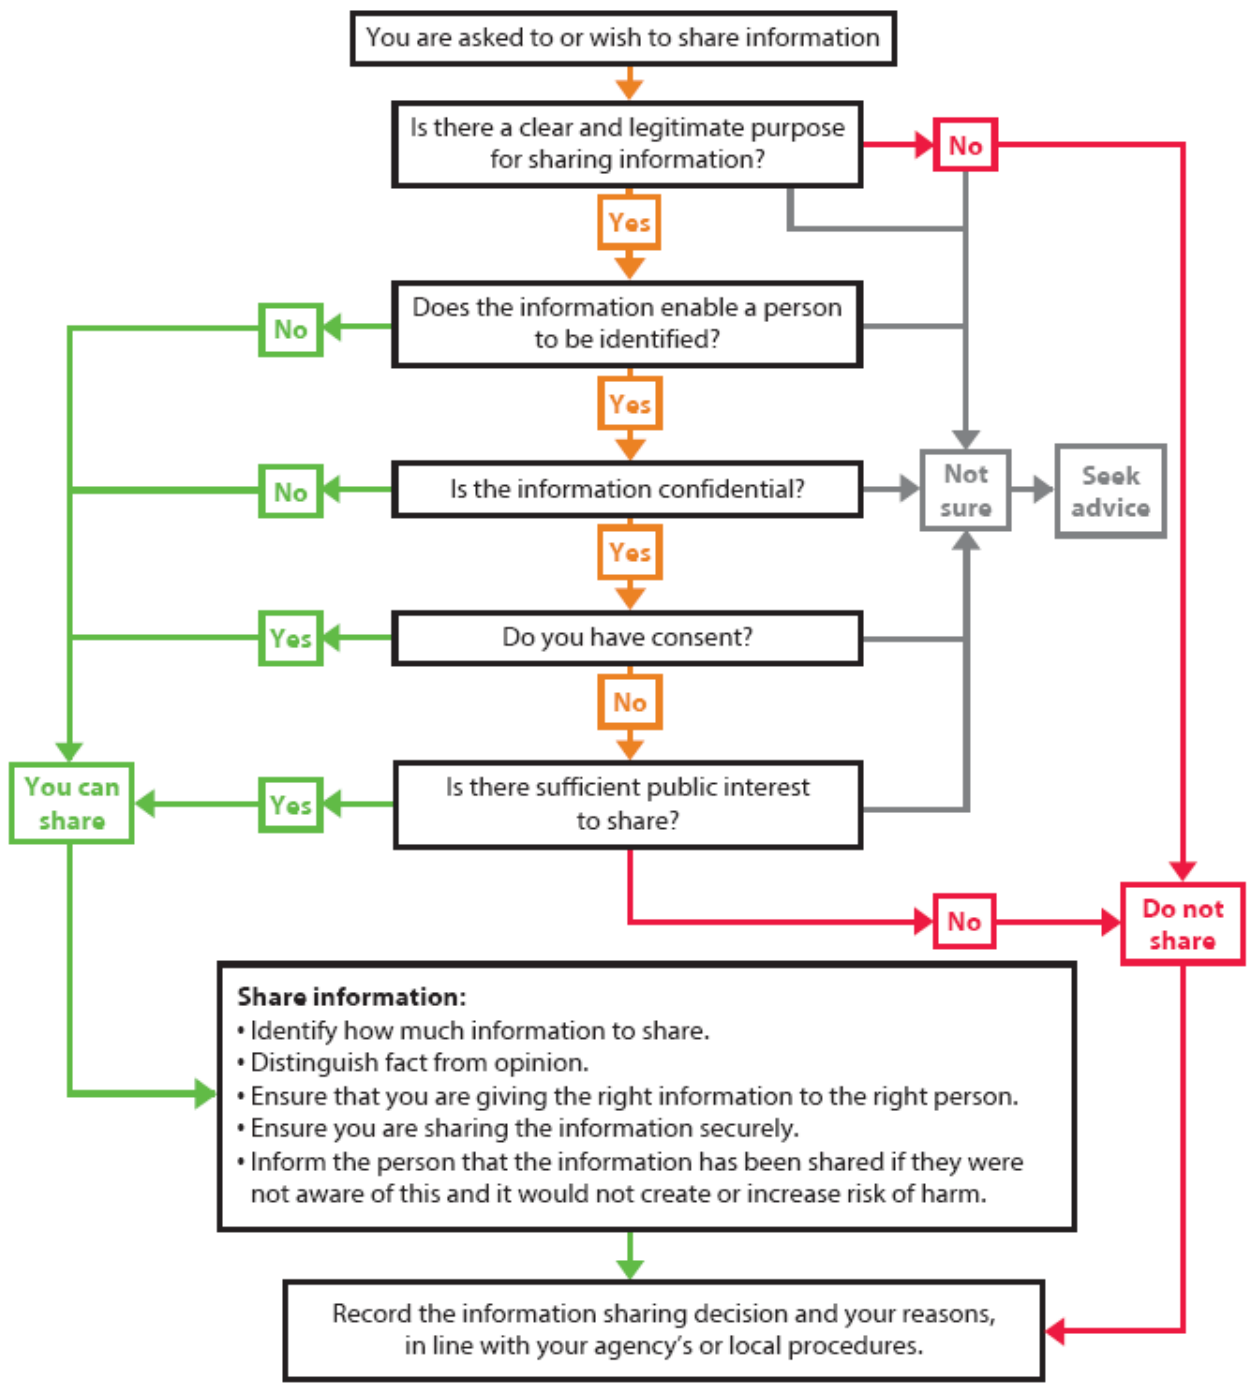 You are asked to or wish to share information
Is there a clear and legitimate purpose
for sharing information?
No
Yes
Does the information enable a person
to be identified?
No
Yes
Is the information confidential?
No
Not
sure
Seek
advice
Yes
Do you have consent?
Yes
No
Is there sufficient public interest
to share?
Yes
You can
share
No
Do not
share
Share information:
• Identify how much information to share.
• Distinguish fact from opinion.
• Ensure that you are giving the right information to the right person.
• Ensure you are sharing the information securely.
• Inform the person that the information has been shared if they were
not aware of this and it would not create or increase risk of harm.
Record the information sharing decision and your reasons,
in line with your agency’s or local procedures.